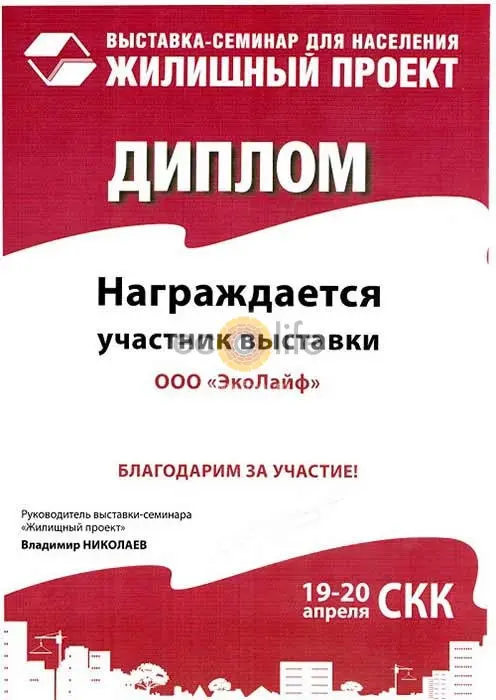 ВЫСТАВКА-СЕМИНАР ДЛЯ НАСЕЛЕНИЯ
ЖИЛИЩНЫЙ ПРОЕКТ
ДИПЛОМ
Награждается
участник выставки
ООО «ЭкоЛайф»
БЛАГОДАРИМ ЗА УЧАСТИЕ!
Руководитель выставки-семинара
«Жилищный проект»
Владимир НИКОЛАЕВ
19-20
апреля СКК